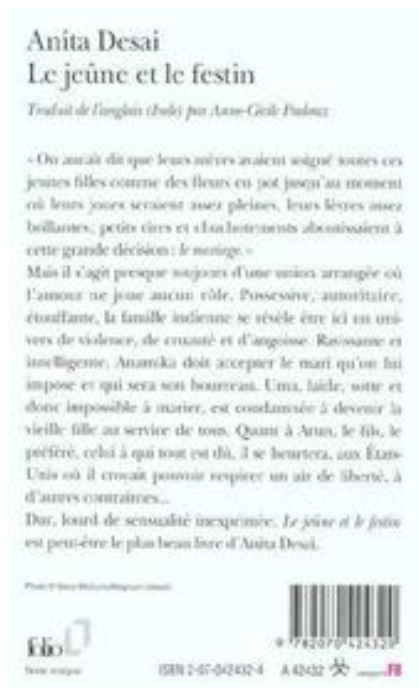 Anita Desai
Le jeûne et le festin
Traduit de l'anglais (Inde) par Anne-Cécile Padoux
« On aurait dit que leurs mères avaient soigné toutes ces
jeunes filles comme des fleurs en pot jusqu'au moment
où leurs joues seraient assez pleines, leurs lèvres assez
brillantes, petits rires et chuchotements aboutissaient à
cette grande décision : le mariage. »
Mais il s'agit presque toujours d'une union arrangée où
l'amour ne joue aucun rôle. Possessive, autoritaire,
étouffante, la famille indienne se révèle être ici un uni-
vers de violence, de cruauté et d'angoisse. Ravissante et
intelligente, Anamika doit accepter le mari qu'on lui
impose et qui sera son bourreau. Uma, laide, sotte et
donc impossible à marier, est condamnée à devenir la
vieille fille au service de tous. Quant à Arun, le fils, le
préféré, celui à qui tout est dû, il se heurtera, aux États-
Unis où il croyait pouvoir respirer un air de liberté, à
d'autres contraintes...
Dur, lourd de sensualité inexprimée, Le jeûne et le festin
est peut-être le plus beau livre d'Anita Desai.
9 782070 424320
folio
Texte intégral
ISBN 2-07-042432-4 A 42432 F8